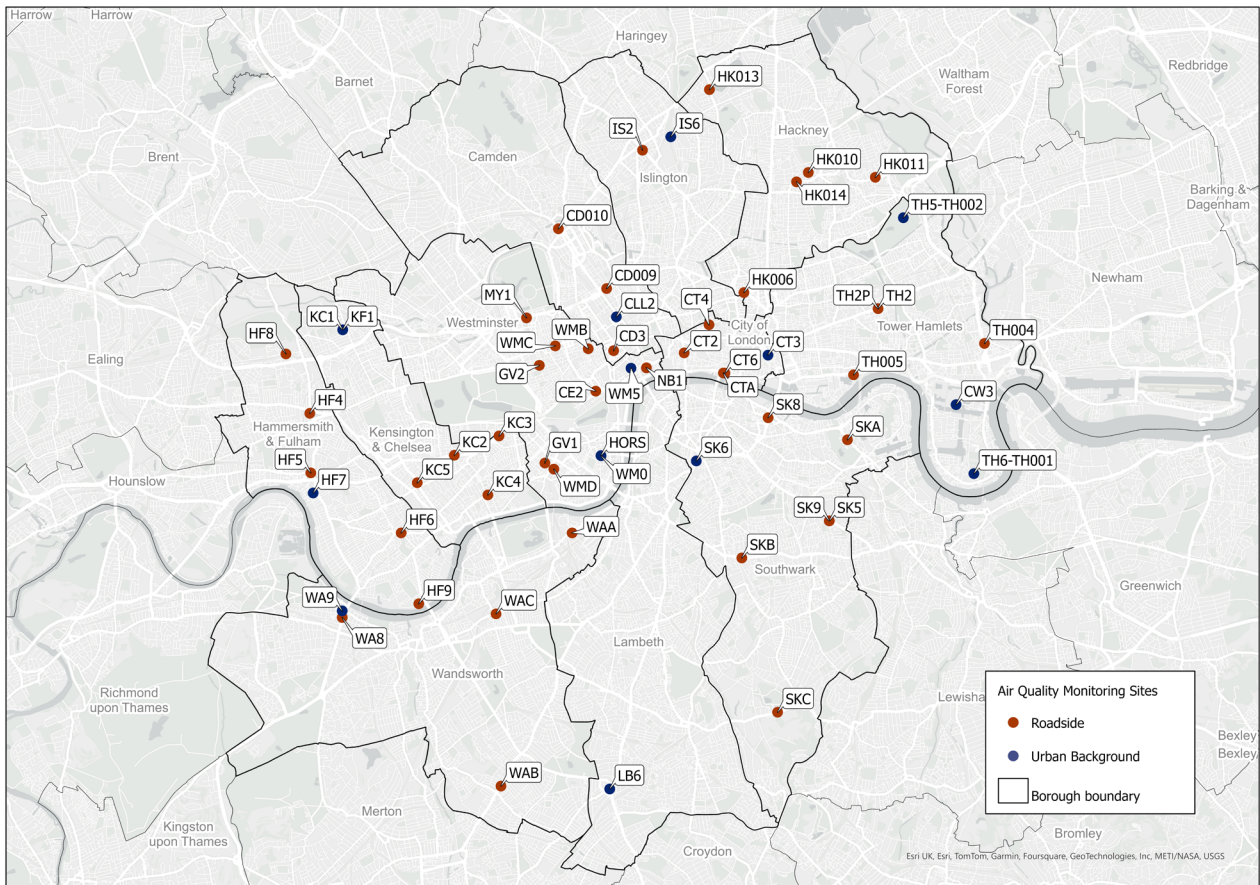 Harrow
Harrow
Haringey
Barnet
Waltham
Forest
Redbridge
HK013
IS2
IS6
Hackney
Brent
Camden
HK010
HK011
Islington
HK014
Barking &
Dagenham
TH5-TH002
CD010
Newham
CD009
HK006
TH2P
TH2
MY1
CLL2
CT4
KC1
KF1
Westminster
WMB
City of
London
Tower Hamlets
HF8
WMC
CD3
CT2
CT3
TH004
Ealing
GV2
NB1
CT6
TH005
WM5
CTA
CE2
CW3
HF4
SK8
Hammersmith
& Fulham
Kensington
& Chelsea
KC3
KC2
GV1
HORS
SKA
SK6
HF5
KC5
WM0
TH6-TH001
Hounslow
HF7
KC4
WMD
SK9
SK5
HF6
WAA
SKB
Southwark
Greenwich
WA9
HF9
WAC
WA8
Lambeth
Wandsworth
Richmond
upon Thames
SKC
Lewisha
Air Quality Monitoring Sites
Roadside
Urban Background
Borough boundary
Bexley
Bexley
WAB
LB6
Merton
Kingston
upon Thames
Croydon
Bromley
Esri UK, Esri, TomTom, Garmin, Foursquare, GeoTechnologies, Inc, METI/NASA, USGS